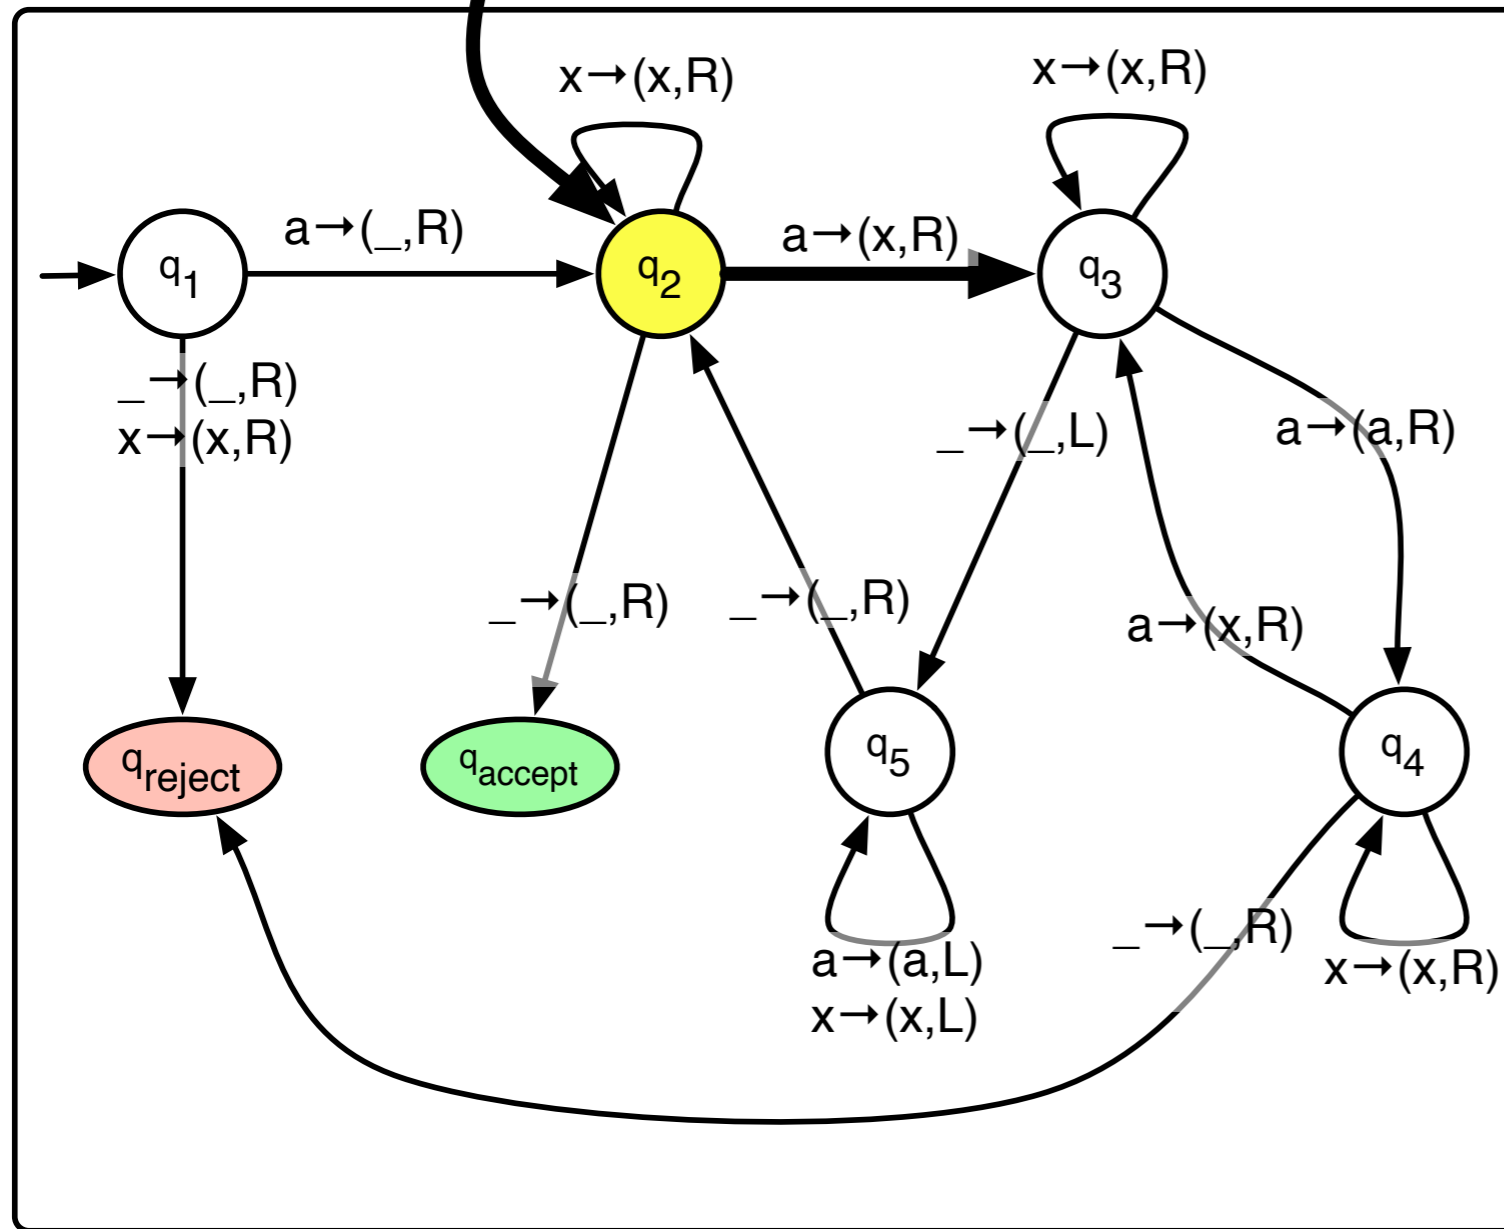 x→(x,R)
x→(x,R)
a→(_,R)
a→(x,R)
q1
q2
q3
_→(_,R)
x→(x,R)
_→(_,L)
a→(a,R)
_→(_,R)
_→(_,R)
a→(x,R)
qreject
qaccept
q5
q4
a→(a,L)
x→(x,L)
_→(_,R)
x→(x,R)